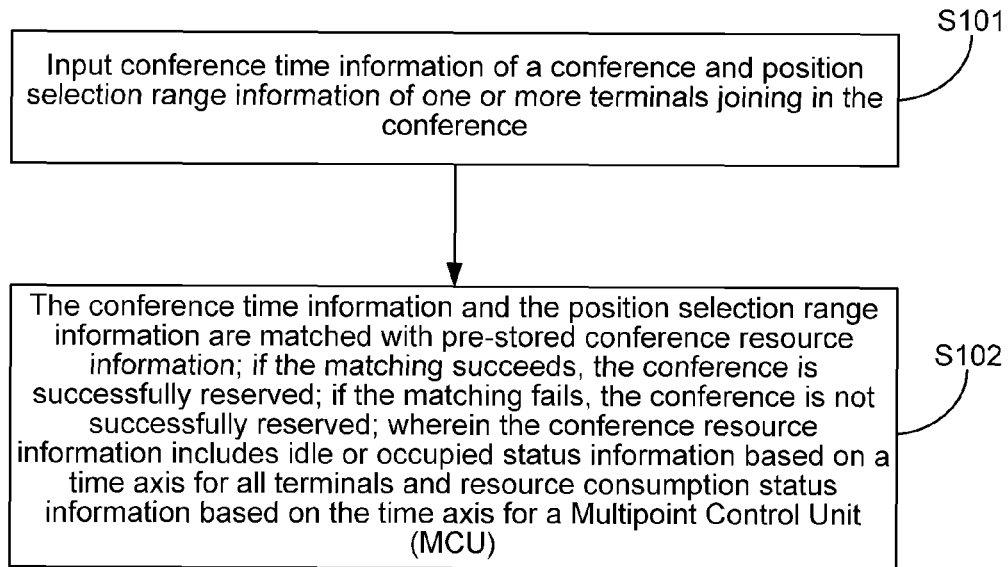 S101
Input conference time information of a conference and position
selection range information of one or more terminals joining in the
conference
The conference time information and the position selection range
information are matched with pre-stored conference resource
information; if the matching succeeds, the conference is
successfully reserved; if the matching fails, the conference is not
successfully reserved; wherein the conference resource
information includes idle or occupied status information based on a
time axis for all terminals and resource consumption status
information based on the time axis for a Multipoint Control Unit
(MCU)
S102